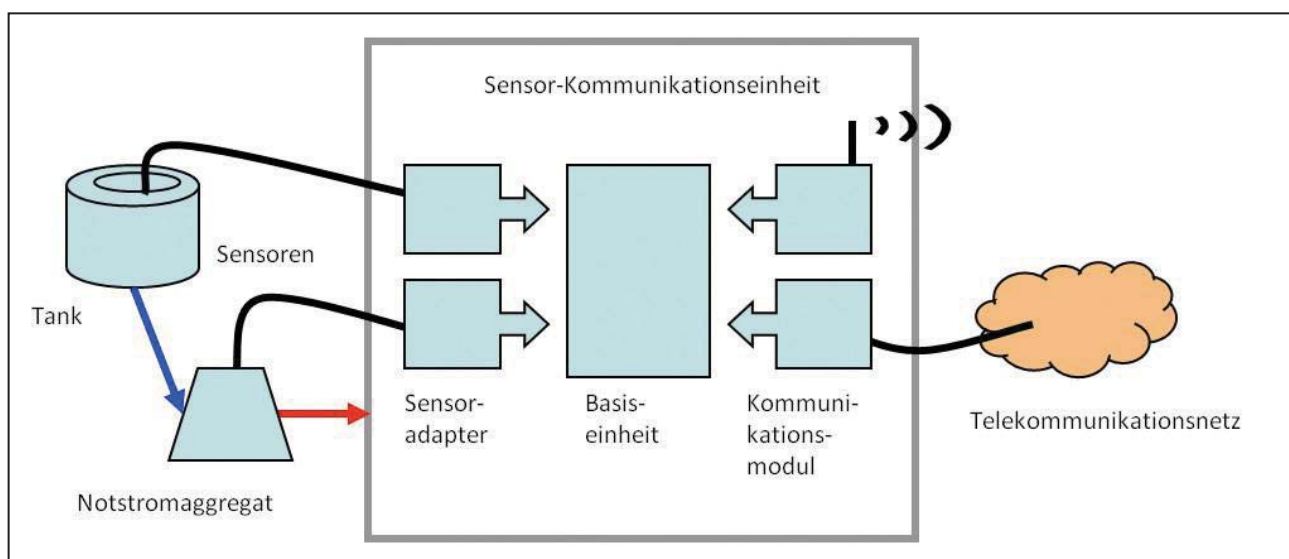 Sensor-Kommunikationseinheit
Sensoren
Tank
Notstromaggregat
Sensor-
adapter
Basis-
einheit
Kommuni-
kations-
modul
Telekommunikationsnetz